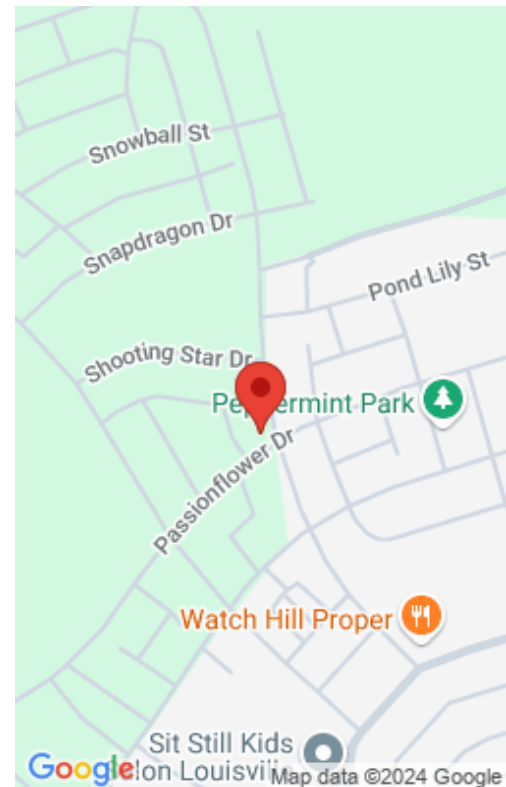 Snowball St
Snapdragon Dr
Pond Lily St
Shooting Star Dr
Park
Passionflower Dr
Watch Hill Proper
Sit Still Kids
Google
Map data ©2024 Google